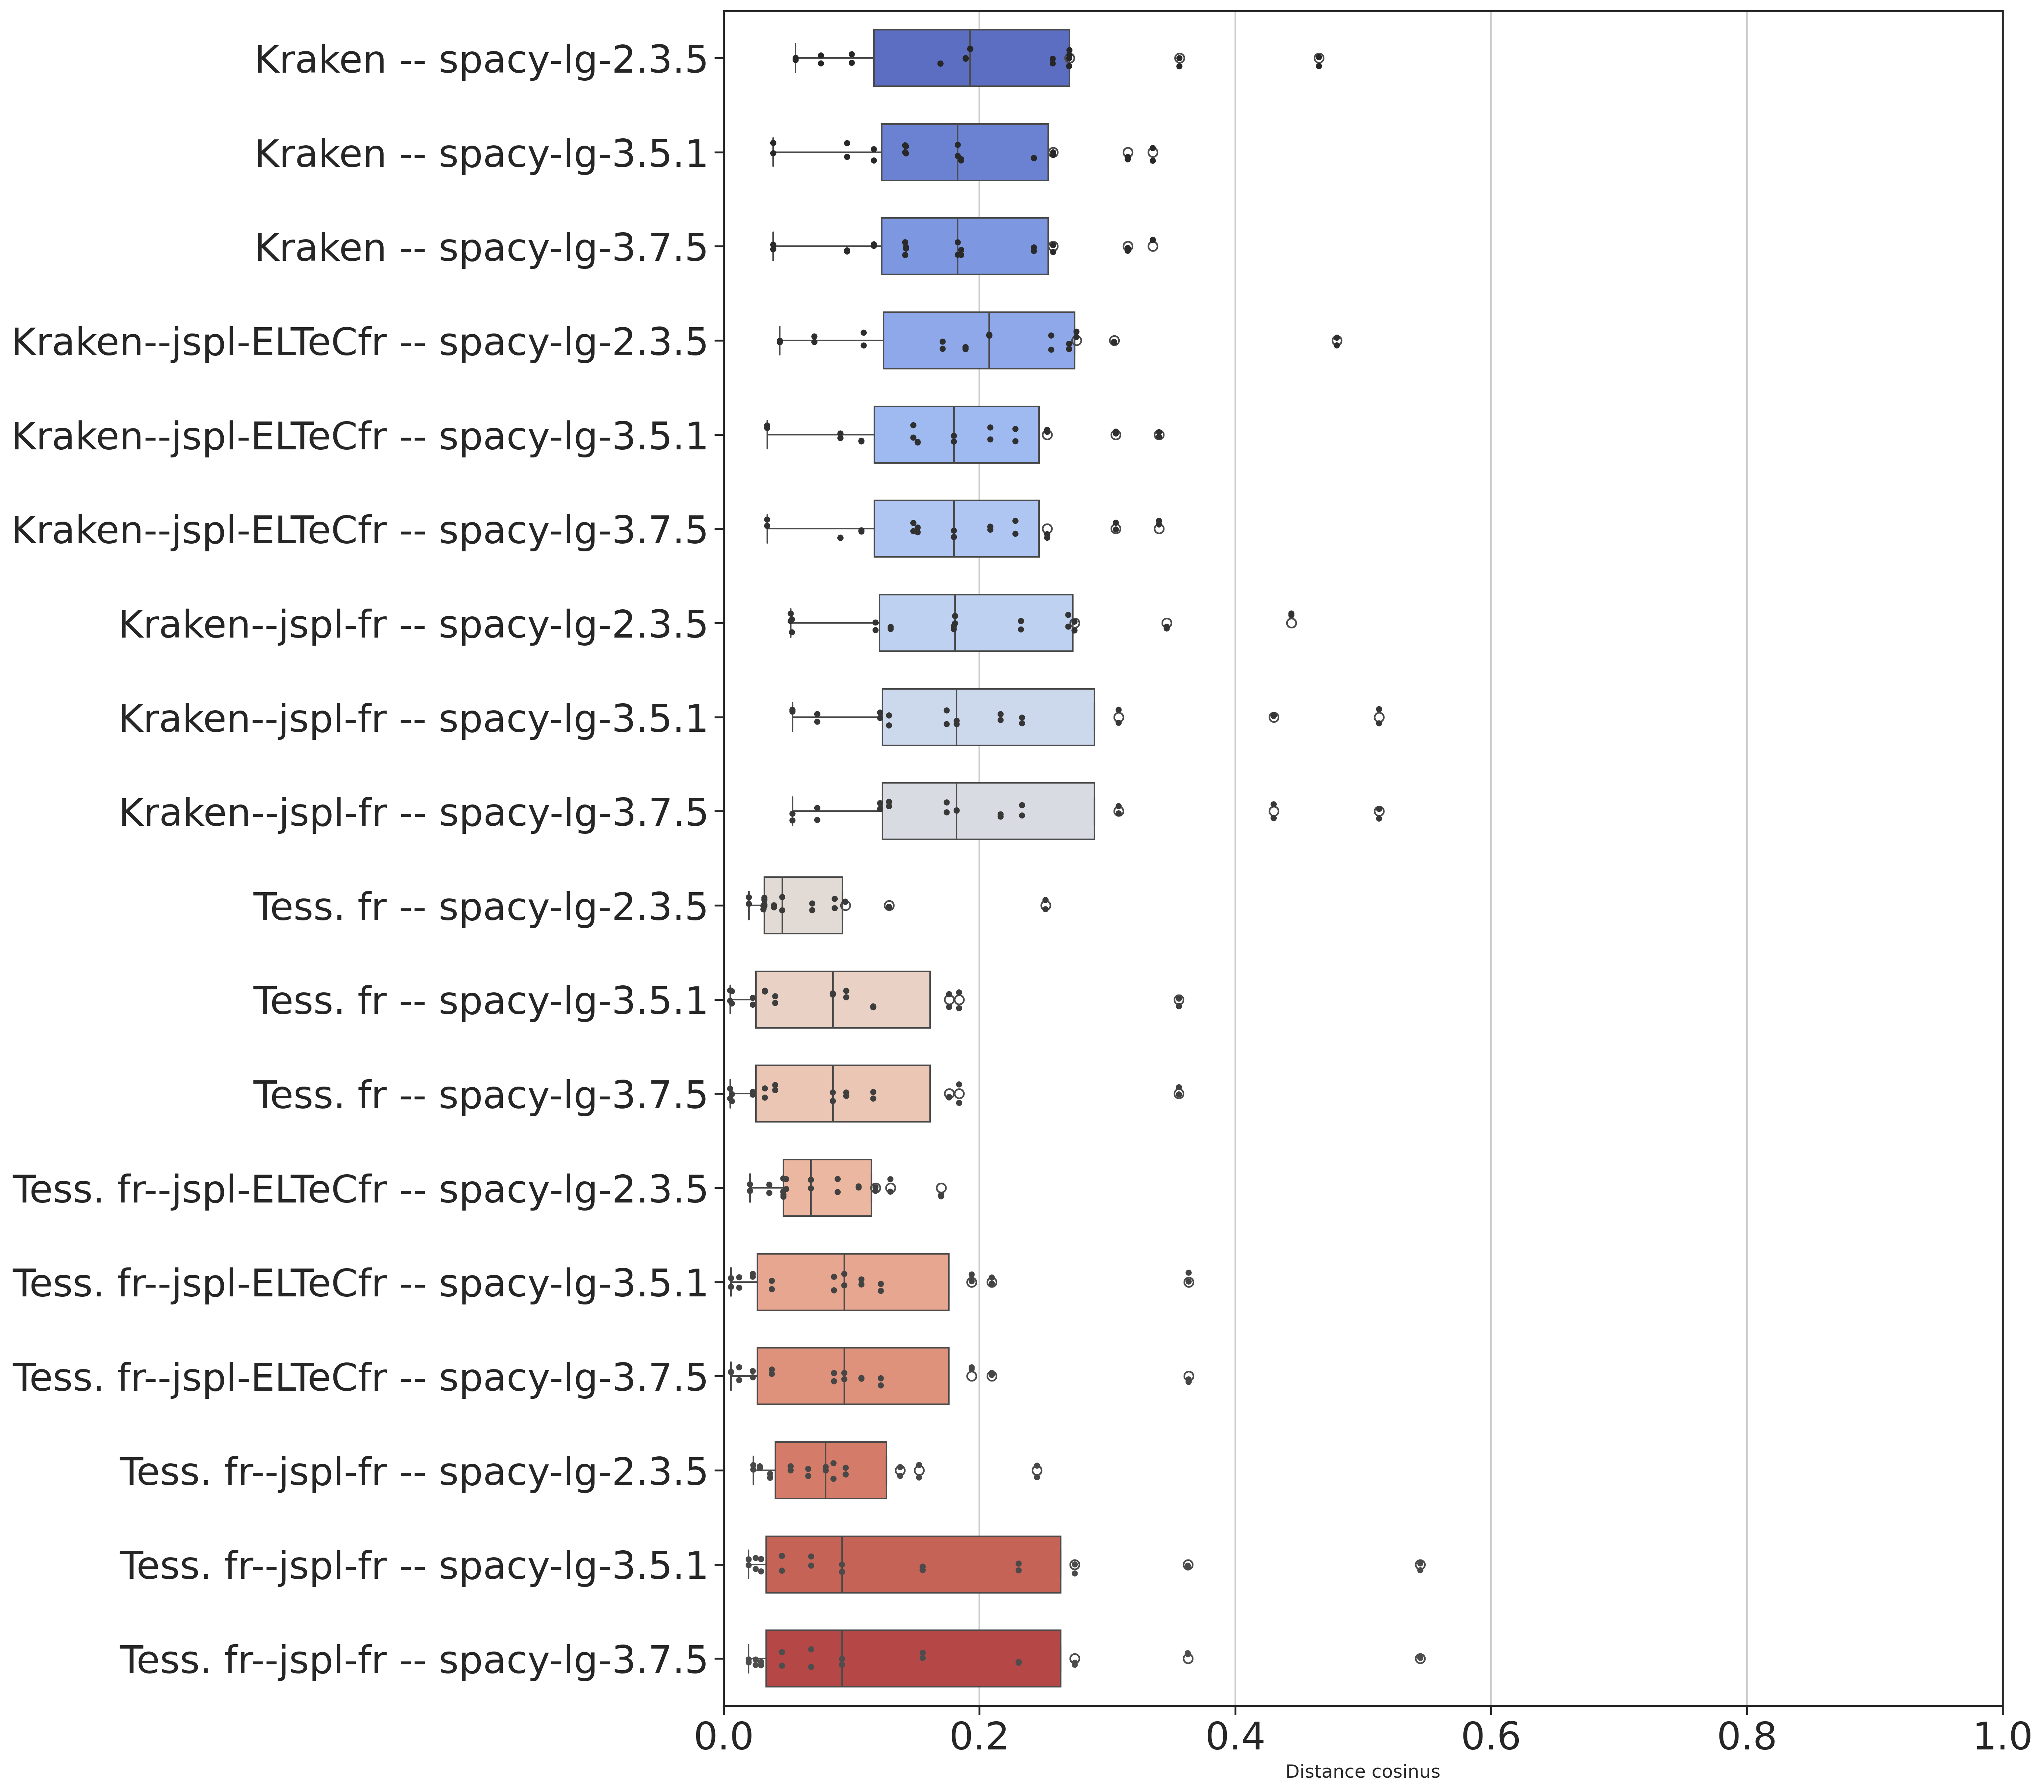 Kraken -- spacy-lg-2.3.5
Kraken -- spacy-lg-3.5.1
Kraken -- spacy-lg-3.7.5
Kraken--jspl-ELTeCfr -- spacy-lg-2.3.5
Kraken--jspl-ELTeCfr -- spacy-lg-3.5.1
Kraken--jspl-ELTeCfr -- spacy-lg-3.7.5
Kraken--jspl-fr -- spacy-lg-2.3.5
Kraken--jspl-fr -- spacy-lg-3.5.1
Kraken--jspl-fr -- spacy-lg-3.7.5
Tess. fr -- spacy-lg-2.3.5
Tess. fr -- spacy-lg-3.5.1
Tess. fr -- spacy-lg-3.7.5
Tess. fr--jspl-ELTeCfr -- spacy-lg-2.3.5
Tess. fr--jspl-ELTeCfr -- spacy-lg-3.5.1
Tess. fr--jspl-ELTeCfr -- spacy-lg-3.7.5
Tess. fr--jspl-fr -- spacy-lg-2.3.5
Tess. fr--jspl-fr -- spacy-lg-3.5.1
Tess. fr--jspl-fr -- spacy-lg-3.7.5
0.0 0.2 0.4 0.6 0.8 1.0
Distance cosinus